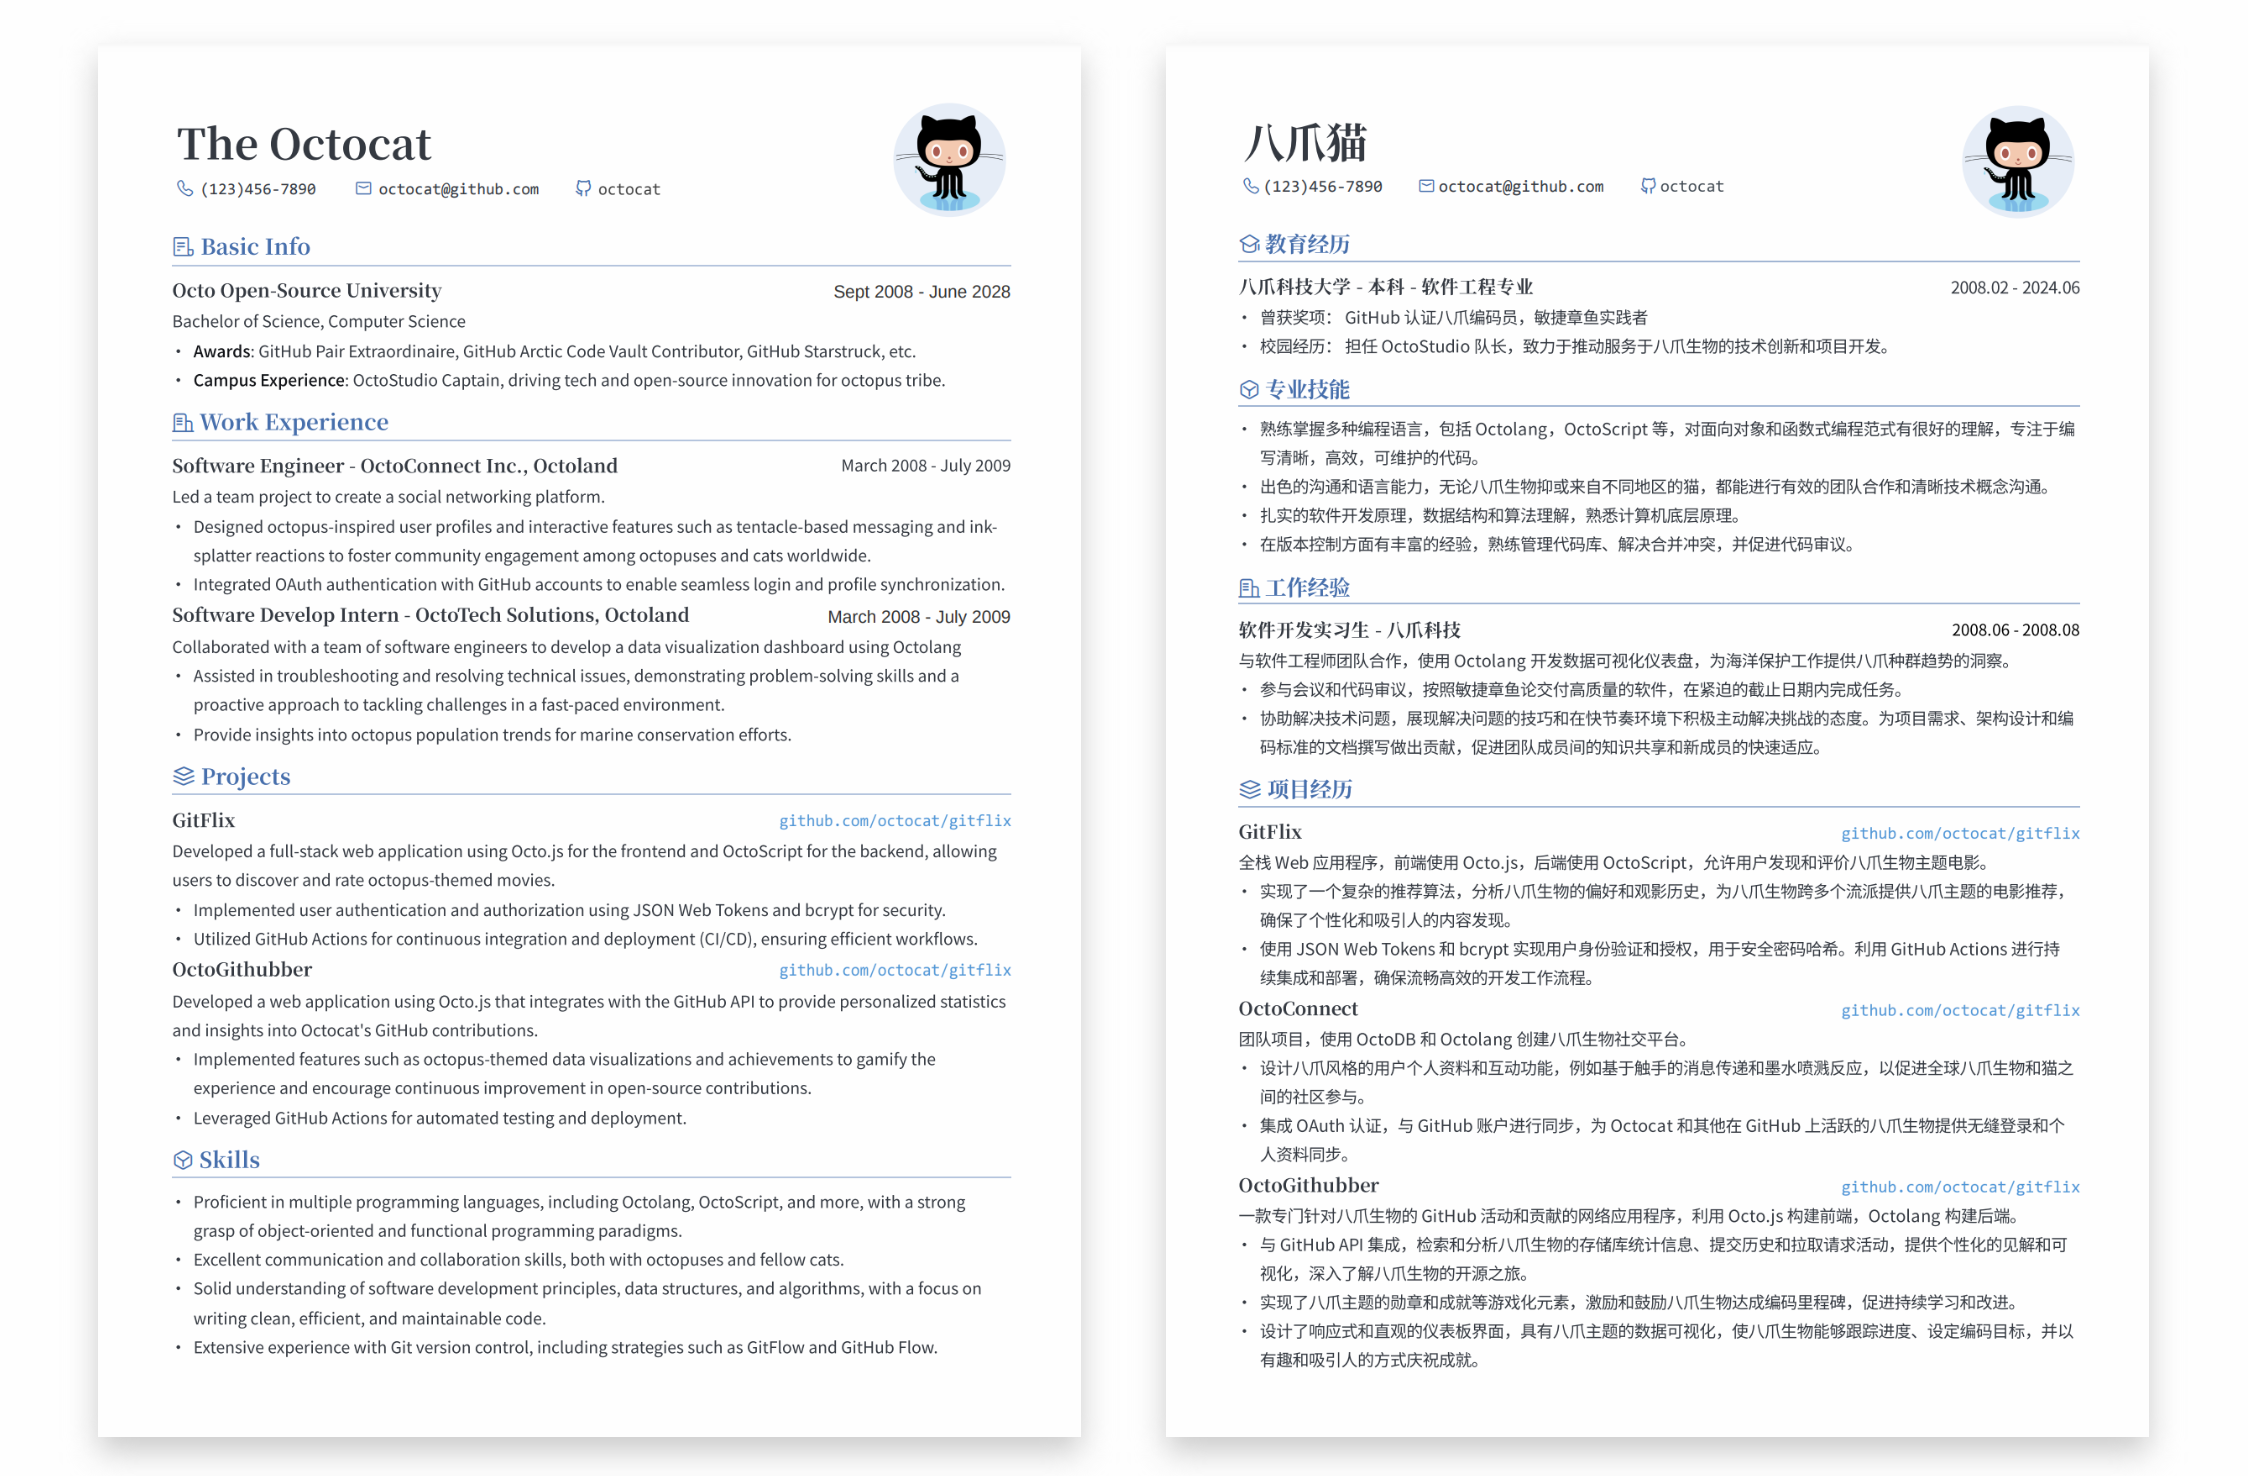 The Octocat
(123)456-7890 octocat@github.com octocat
Basic Info
Octo Open-Source University Sept 2008 - June 2028
Bachelor of Science, Computer Science
• Awards: GitHub Pair Extraordinaire, GitHub Arctic Code Vault Contributor, GitHub Starstruck, etc.
• Campus Experience: OctoStudio Captain, driving tech and open-source innovation for octopus tribe.
Work Experience
Software Engineer - OctoConnect Inc., Octoland March 2008 - July 2009
Led a team project to create a social networking platform.
• Designed octopus-inspired user profiles and interactive features such as tentacle-based messaging and ink-
splatter reactions to foster community engagement among octopuses and cats worldwide.
• Integrated OAuth authentication with GitHub accounts to enable seamless login and profile synchronization.
Software Develop Intern - OctoTech Solutions, Octoland March 2008 - July 2009
Collaborated with a team of software engineers to develop a data visualization dashboard using Octolang
• Assisted in troubleshooting and resolving technical issues, demonstrating problem-solving skills and a
proactive approach to tackling challenges in a fast-paced environment.
• Provide insights into octopus population trends for marine conservation efforts.
Projects
GitFlix github.com/octocat/gitflix
Developed a full-stack web application using Octo.js for the frontend and OctoScript for the backend, allowing
users to discover and rate octopus-themed movies.
• Implemented user authentication and authorization using JSON Web Tokens and bcrypt for security.
• Utilized GitHub Actions for continuous integration and deployment (CI/CD), ensuring efficient workflows.
OctoGithubber github.com/octocat/gitflix
Developed a web application using Octo.js that integrates with the GitHub API to provide personalized statistics
and insights into Octocat's GitHub contributions.
• Implemented features such as octopus-themed data visualizations and achievements to gamify the
experience and encourage continuous improvement in open-source contributions.
• Leveraged GitHub Actions for automated testing and deployment.
Skills
• Proficient in multiple programming languages, including Octolang, OctoScript, and more, with a strong
grasp of object-oriented and functional programming paradigms.
• Excellent communication and collaboration skills, both with octopuses and fellow cats.
• Solid understanding of software development principles, data structures, and algorithms, with a focus on
writing clean, efficient, and maintainable code.
• Extensive experience with Git version control, including strategies such as GitFlow and GitHub Flow.
八爪猫
(123)456-7890 octocat@github.com octocat
教育经历
八爪科技大学 - 本科 - 软件工程专业 2008.02 - 2024.06
• 曾获奖项： GitHub 认证八爪编码员，敏捷章鱼实践者
• 校园经历： 担任 OctoStudio 队长，致力于推动服务于八爪生物的技术创新和项目开发。
专业技能
• 熟练掌握多种编程语言，包括 Octolang，OctoScript 等，对面向对象和函数式编程范式有很好的理解，专注于编
写清晰，高效，可维护的代码。
• 出色的沟通和语言能力，无论八爪生物抑或来自不同地区的猫，都能进行有效的团队合作和清晰技术概念沟通。
• 扎实的软件开发原理，数据结构和算法理解，熟悉计算机底层原理。
• 在版本控制方面有丰富的经验，熟练管理代码库、解决合并冲突，并促进代码审议。
工作经验
软件开发实习生 - 八爪科技 2008.06 - 2008.08
与软件工程师团队合作，使用 Octolang 开发数据可视化仪表盘，为海洋保护工作提供八爪种群趋势的洞察。
• 参与会议和代码审议，按照敏捷章鱼论交付高质量的软件，在紧迫的截止日期内完成任务。
• 协助解决技术问题，展现解决问题的技巧和在快节奏环境下积极主动解决挑战的态度。为项目需求、架构设计和编
码标准的文档撰写做出贡献，促进团队成员间的知识共享和新成员的快速适应。
项目经历
GitFlix github.com/octocat/gitflix
全栈 Web 应用程序，前端使用 Octo.js，后端使用 OctoScript，允许用户发现和评价八爪生物主题电影。
• 实现了一个复杂的推荐算法，分析八爪生物的偏好和观影历史，为八爪生物跨多个流派提供八爪主题的电影推荐，
确保了个性化和吸引人的内容发现。
• 使用 JSON Web Tokens 和 bcrypt 实现用户身份验证和授权，用于安全密码哈希。利用 GitHub Actions 进行持
续集成和部署，确保流畅高效的开发工作流程。
OctoConnect github.com/octocat/gitflix
团队项目，使用 OctoDB 和 Octolang 创建八爪生物社交平台。
• 设计八爪风格的用户个人资料和互动功能，例如基于触手的消息传递和墨水喷溅反应，以促进全球八爪生物和猫之
间的社区参与。
• 集成 OAuth 认证，与 GitHub 账户进行同步，为 Octocat 和其他在 GitHub 上活跃的八爪生物提供无缝登录和个
人资料同步。
OctoGithubber github.com/octocat/gitflix
一款专门针对八爪生物的 GitHub 活动和贡献的网络应用程序，利用 Octo.js 构建前端，Octolang 构建后端。
• 与 GitHub API 集成，检索和分析八爪生物的存储库统计信息、提交历史和拉取请求活动，提供个性化的见解和可
视化，深入了解八爪生物的开源之旅。
• 实现了八爪主题的勋章和成就等游戏化元素，激励和鼓励八爪生物达成编码里程碑，促进持续学习和改进。
• 设计了响应式和直观的仪表板界面，具有八爪主题的数据可视化，使八爪生物能够跟踪进度、设定编码目标，并以
有趣和吸引人的方式庆祝成就。